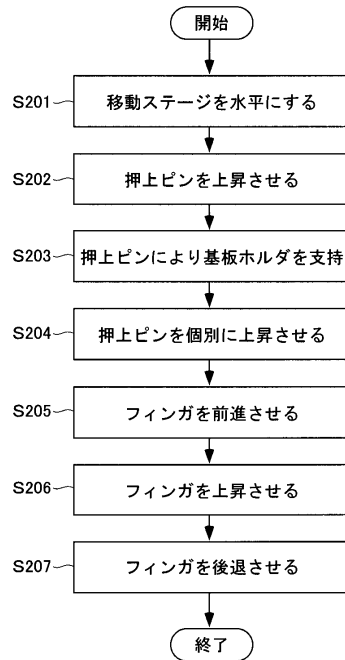 開始
S201 移動ステージを水平にする
S202 押上ピンを上昇させる
S203 押上ピンにより基板ホルダを支持
S204 押上ピンを個別に上昇させる
S205 フィンガを前進させる
S206 フィンガを上昇させる
S207 フィンガを後退させる
終了